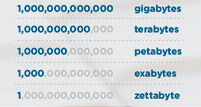 1,000,000,000,000 gigabytes
1,000,000,000,000 terabytes
1,000,000,000,000 petabytes
1,000,000,000,000 exabytes
1,000,000,000,000 zettabyte